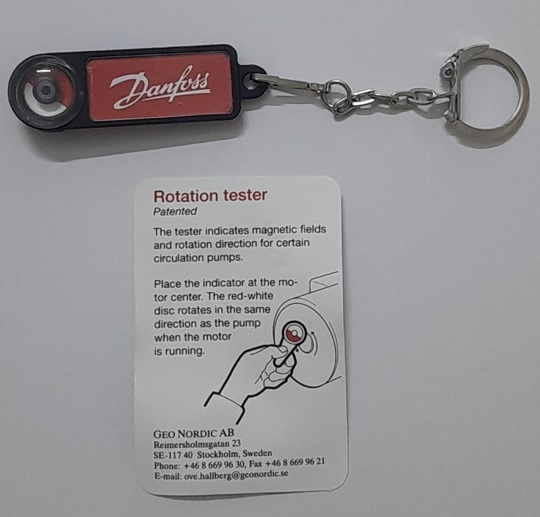 Danfoss
Rotation tester
Patented
The tester indicates magnetic fields
and rotation direction for certain
circulation pumps.
Place the indicator at the mo-
tor center. The red-white
disc rotates in the same
direction as the pump
when the motor
is running.
GEO NORDIC AB
Reimersholmsgatan 23
SE-117 40 Stockholm, Sweden
Phone: +46 8 669 96 30, Fax +46 8 669 96 21
E-mail: ove.hallberg@geonordic.se